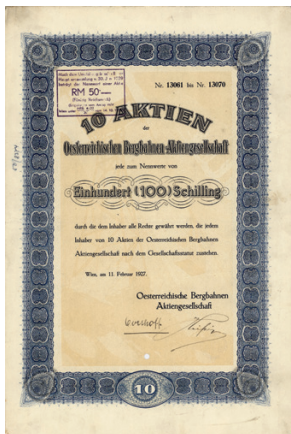 Nr. 13061 bis Nr. 13070
RM 50
10 AKTIEN
der
Oesterreichischen Bergbahnen-Aktiengesellschaft
jede zum Nennwerte von
Einhundert (100) Schilling
durch die dem Inhaber alle Rechte gewährt werden, die jedem
Inhaber von 10 Aktien der Oesterreichischen Bergbahnen
Aktiengesellschaft nach dem Gesellschaftsstatut zustehen.
Wien, am 11. Februar 1927.
Oesterreichische Bergbahnen
Aktiengesellschaft
10